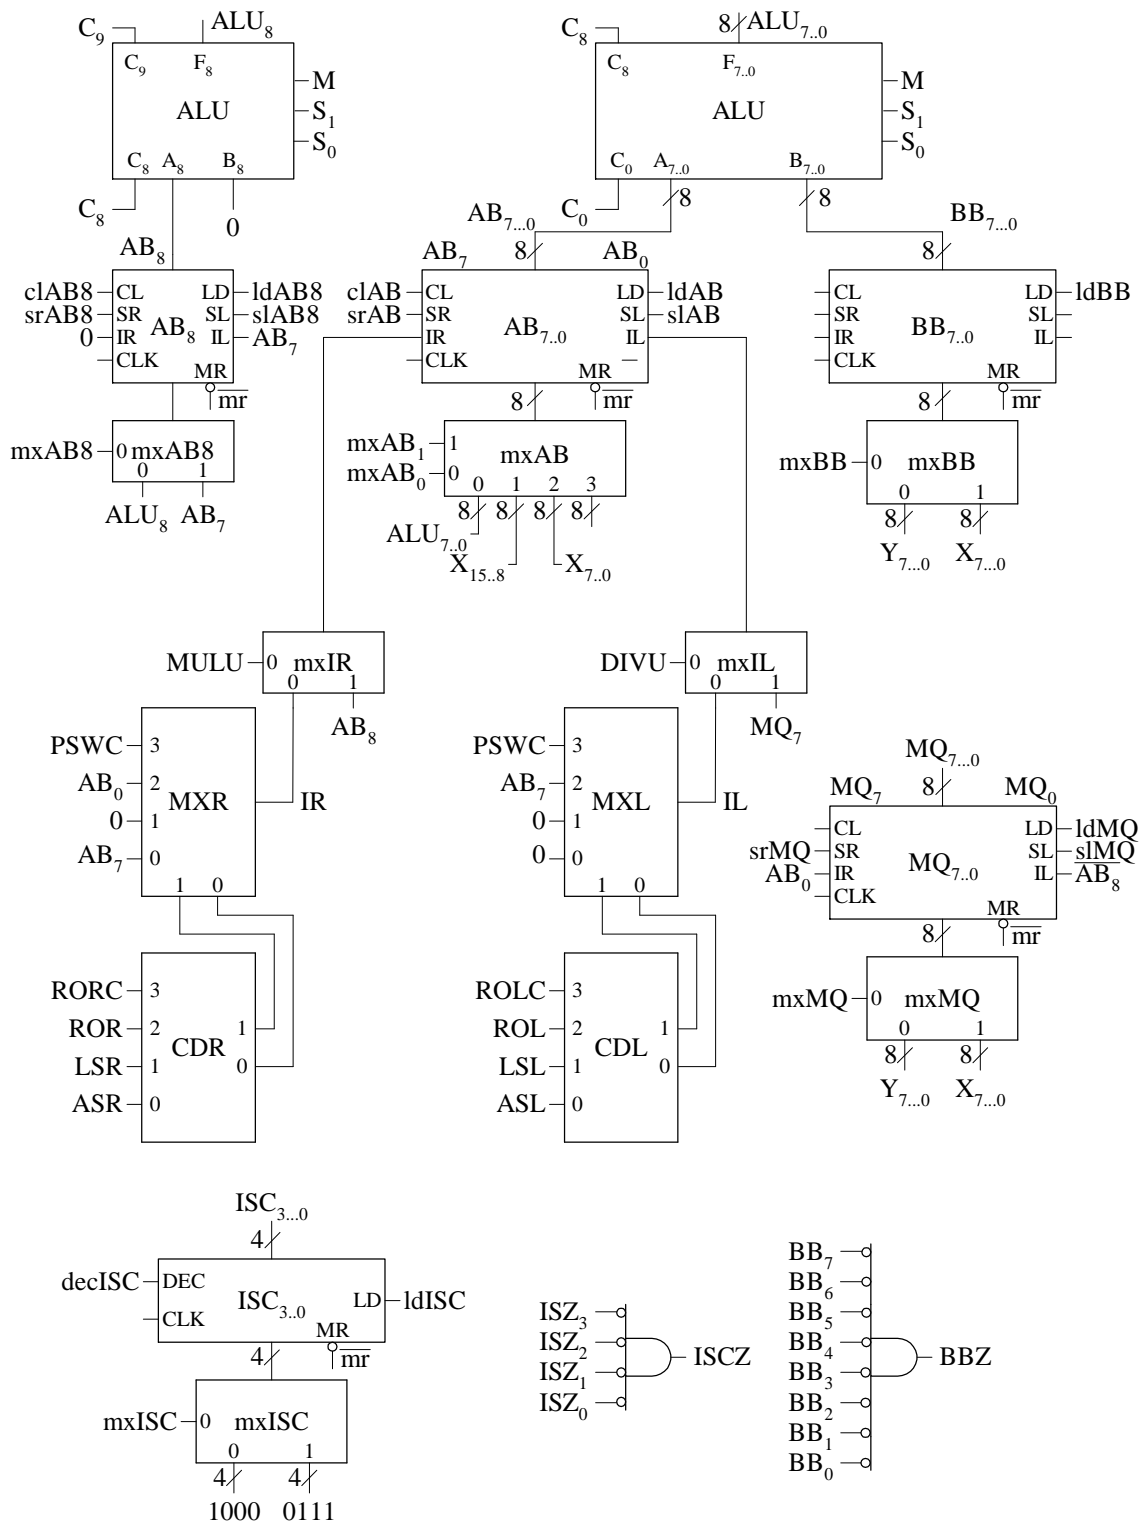 C₉ ALU₈ C₈ 8 ALU₇..₀
C₉ F₈ C₈ F₇..₀
M M
ALU ALU
S₁ S₁
S₀ S₀
C₈ A₈ B₈ C₀ A₇..₀ B₇..₀
8 8
C₈ 0 C₀ AB₇...₀ BB₇...₀
AB₈ AB₇ 8 AB₀ 8
clAB8 CL LD ldAB8 clAB CL LD ldAB CL LD ldBB
srAB8 SR SL slAB8 srAB SR SL slAB SR SL
AB₈ AB₇..₀ BB₇..₀
0 IR IL AB₇ IR IL IR IL
CLK CLK CLK
MR MR MR
m̅r̅ 8 m̅r̅ 8 m̅r̅
mxAB8 0 mxAB8 mxAB₁ 1 mxAB mxBB 0 mxBB
mxAB₀ 0
0 1 0 1 2 3 0 1
8 8 8 8 8 8
ALU₈ AB₇ ALU₇..₀ Y₇...₀ X₇...₀
X₁₅..₈ X₇..₀
MULU 0 mxIR DIVU 0 mxIL
0 1 0 1
AB₈ MQ₇
PSWC 3 PSWC 3 MQ₇...₀
AB₀ 2 AB₇ 2 MQ₇ 8 MQ₀
MXR IR MXL IL
0 1 0 1 CL LD ldMQ
srMQ SR SL slMQ
AB₇ 0 0 0 MQ₇..₀
AB₀ IR IL A̅B̅₈
1 0 1 0 CLK
MR
8 m̅r̅
RORC 3 ROLC 3 mxMQ 0 mxMQ
ROR 2 1 ROL 2 1 0 1
CDR CDL
LSR 1 0 LSL 1 0 8 8
Y₇...₀ X₇...₀
ASR 0 ASL 0
ISC₃...₀
4
decISC DEC
ISC₃..₀ LD ldISC
CLK
MR
4 m̅r̅
mxISC 0 mxISC
0 1
4 4
1000 0111
ISZ₃
ISZ₂
ISCZ
ISZ₁
ISZ₀
BB₇
BB₆
BB₅
BB₄
BBZ
BB₃
BB₂
BB₁
BB₀